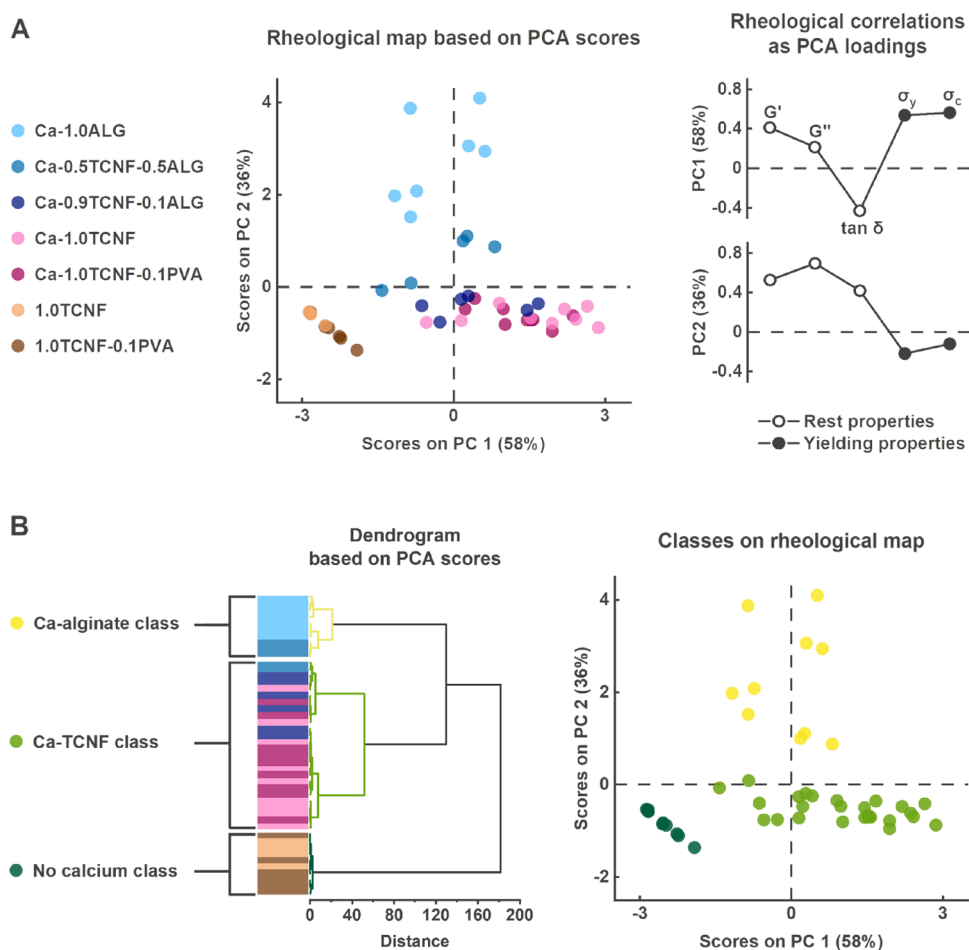 A
Rheological map based on PCA scores
Rheological correlations
as PCA loadings
Ca-1.0ALG
Ca-0.5TCNF-0.5ALG
Ca-0.9TCNF-0.1ALG
Ca-1.0TCNF
Ca-1.0TCNF-0.1PVA
1.0TCNF
1.0TCNF-0.1PVA
Scores on PC 2 (36%)
4
2
0
-2
-3
0
3
Scores on PC 1 (58%)
PC1 (58%)
0.8
0.4
0
-0.4
G'
G''
tan δ
σy
σc
PC2 (36%)
0.8
0.4
0
-0.4
Rest properties
Yielding properties
B
Dendrogram
based on PCA scores
Classes on rheological map
Ca-alginate class
Ca-TCNF class
No calcium class
0 40 80 120 160 200
Distance
Scores on PC 2 (36%)
4
2
0
-2
-3
0
3
Scores on PC 1 (58%)